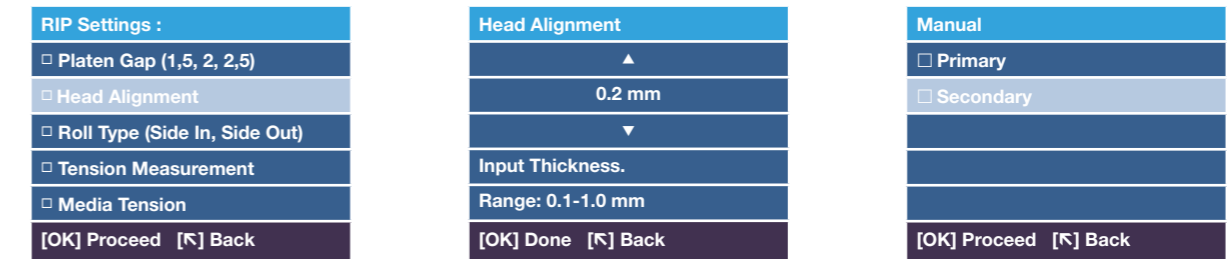 RIP Settings :
□ Platen Gap (1,5, 2, 2,5)
□ Head Alignment
□ Roll Type (Side In, Side Out)
□ Tension Measurement
□ Media Tension
[OK] Proceed [↖] Back
Head Alignment
▲
0.2 mm
▼
Input Thickness.
Range: 0.1-1.0 mm
[OK] Done [↖] Back
Manual
□ Primary
□ Secondary
[OK] Proceed [↖] Back